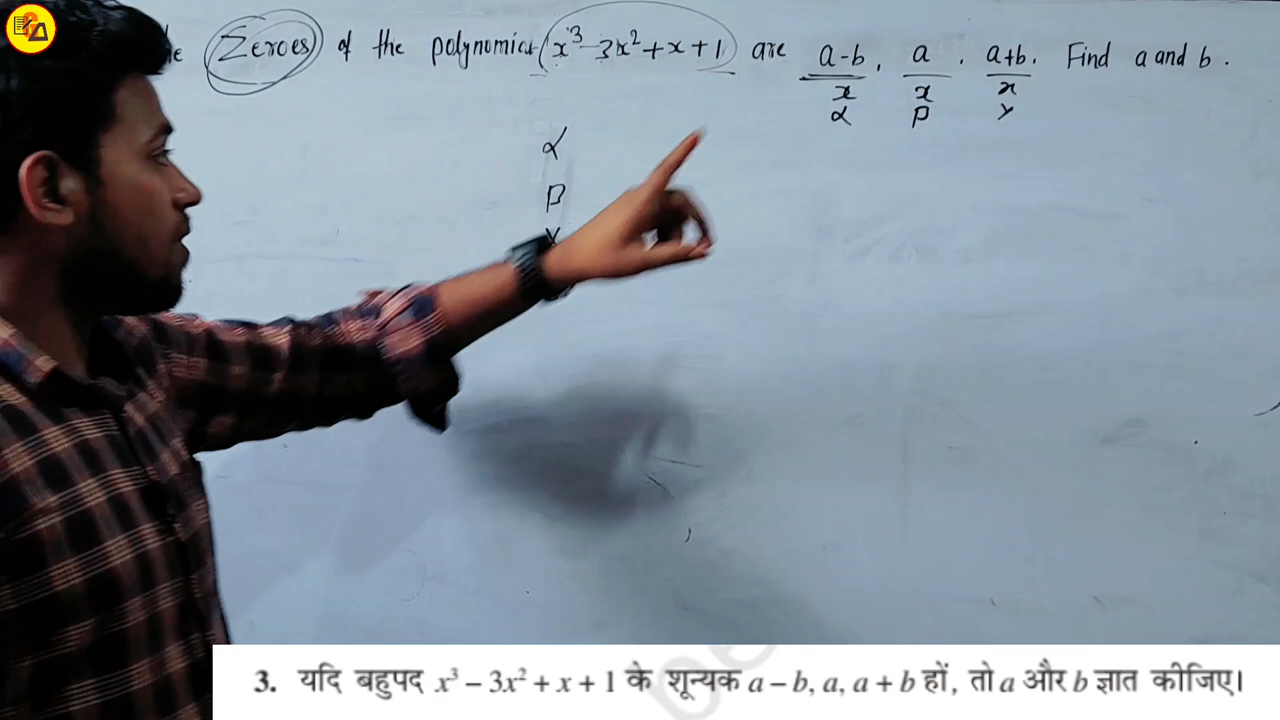 Zeroes of the polynomial x³ - 3x² + x + 1 are a-b, a, a+b. Find a and b.
x x x
α β γ
α
β
γ
3. यदि बहुपद x³ – 3x² + x + 1 के शून्यक a – b, a, a + b हों, तो a और b ज्ञात कीजिए।